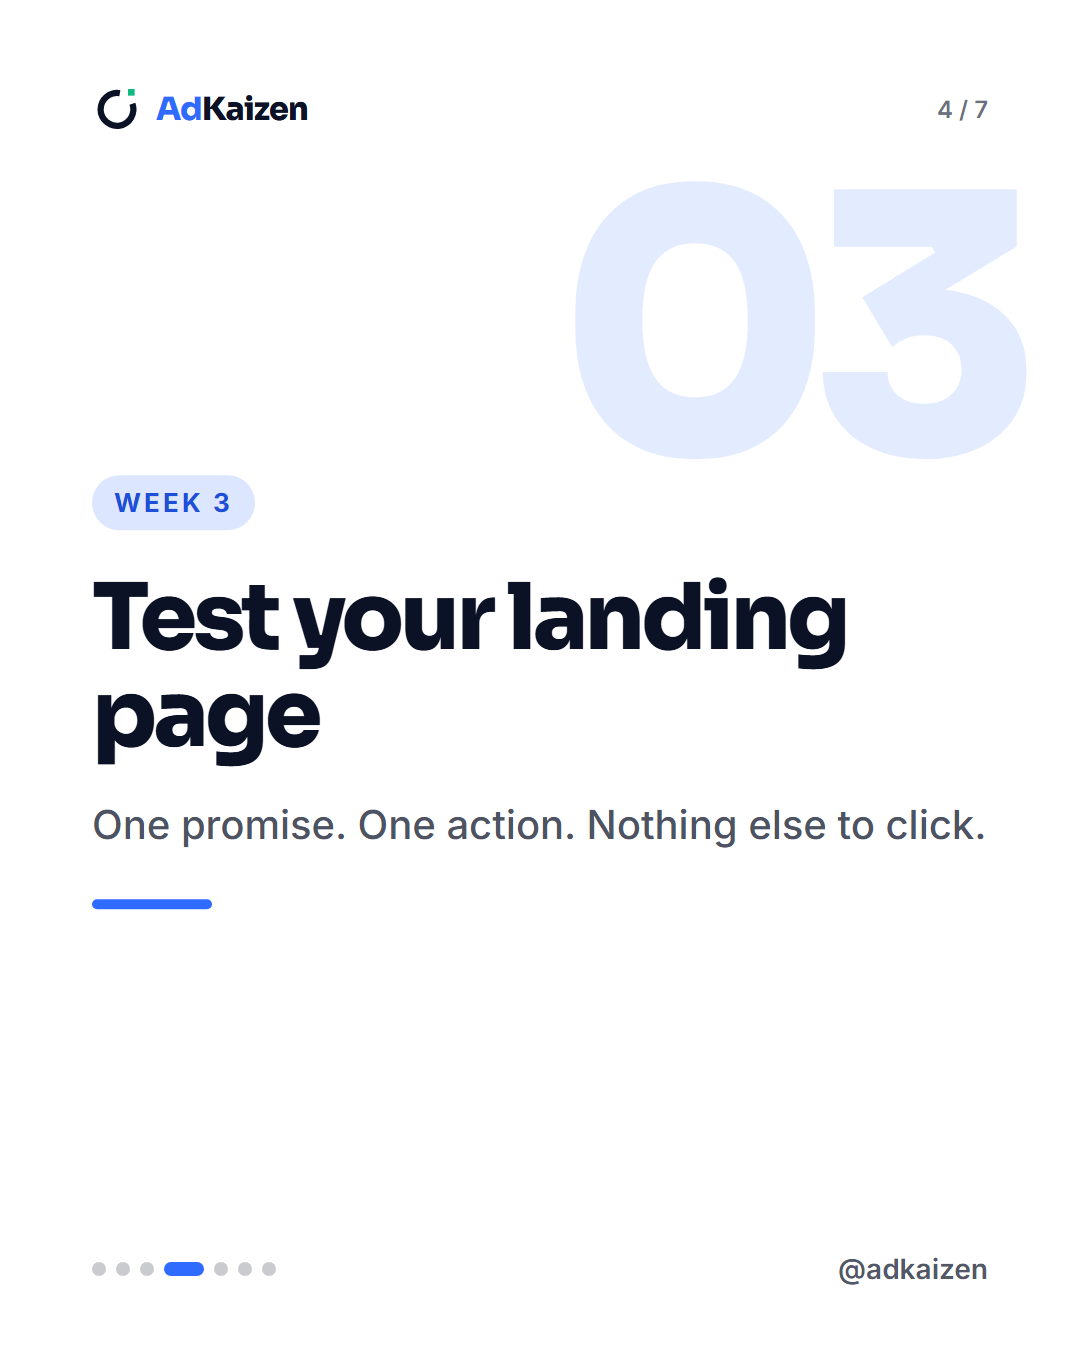 AdKaizen
4 / 7
03
WEEK 3
Test your landing
page
One promise. One action. Nothing else to click.
@adkaizen